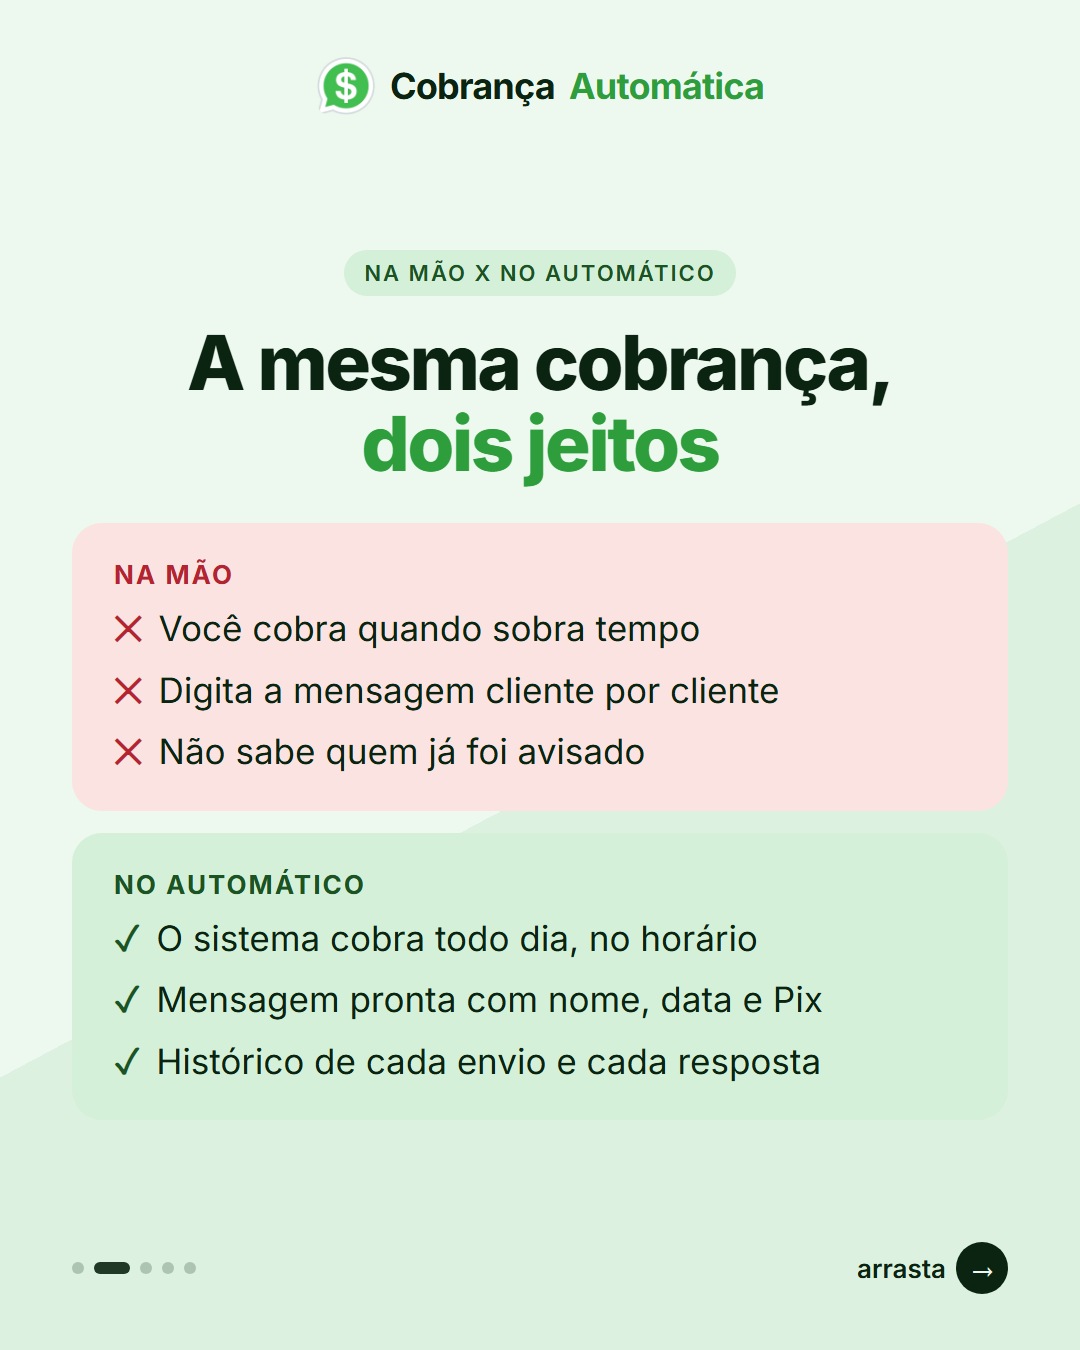 $ Cobrança Automática
NA MÃO X NO AUTOMÁTICO
A mesma cobrança,
dois jeitos
NA MÃO
✕ Você cobra quando sobra tempo
✕ Digita a mensagem cliente por cliente
✕ Não sabe quem já foi avisado
NO AUTOMÁTICO
✓ O sistema cobra todo dia, no horário
✓ Mensagem pronta com nome, data e Pix
✓ Histórico de cada envio e cada resposta
arrasta →